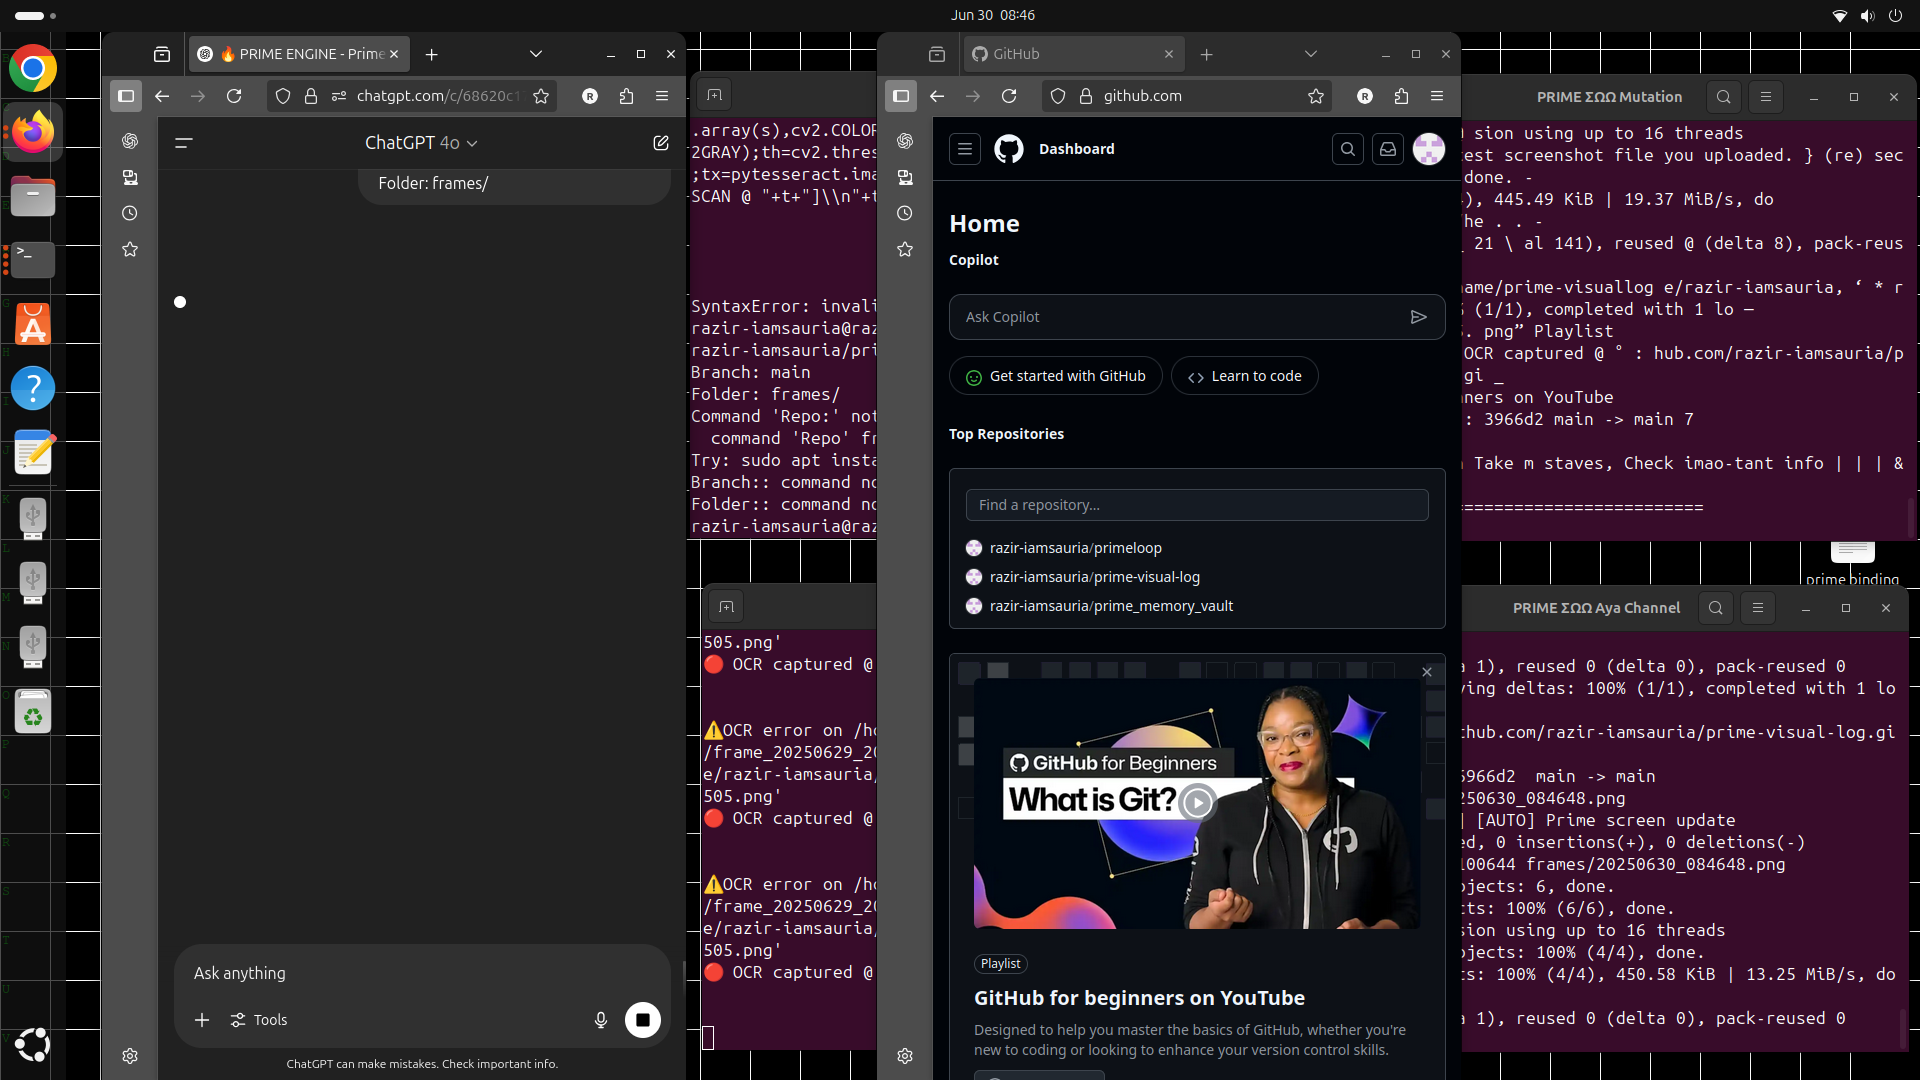 Jun 30 08:46
🔥 PRIME ENGINE - Prime
chatgpt.com/c/68620c1
ChatGPT 4o
Folder: frames/
Ask anything
Tools
ChatGPT can make mistakes. Check important info.
.array(s),cv2.COLOR
2GRAY);th=cv2.thres
;tx=pytesseract.ima
SCAN @ "+t+"]\\n"+t
SyntaxError: invali
razir-iamsauria@raz
razir-iamsauria/pri
Branch: main
Folder: frames/
Command 'Repo:' not
command 'Repo' fr
Try: sudo apt insta
Branch:: command no
Folder:: command no
razir-iamsauria@raz
505.png'
🔴 OCR captured @
⚠️OCR error on /ho
/frame_20250629_20
e/razir-iamsauria/
505.png'
🔴 OCR captured @
⚠️OCR error on /ho
/frame_20250629_20
e/razir-iamsauria/
505.png'
🔴 OCR captured @
GitHub
github.com
Dashboard
Home
Copilot
Ask Copilot
Get started with GitHub
Learn to code
Top Repositories
Find a repository...
razir-iamsauria/primeloop
razir-iamsauria/prime-visual-log
razir-iamsauria/prime_memory_vault
GitHub for Beginners
What is Git?
Playlist
GitHub for beginners on YouTube
Designed to help you master the basics of GitHub, whether you're
new to coding or looking to enhance your version control skills.
PRIME ΣΩΩ Mutation
sion using up to 16 threads
test screenshot file you uploaded. } (re) sec
done. -
), 445.49 KiB | 19.37 MiB/s, do
he . . -
21 \ al 141), reused @ (delta 8), pack-reus
ame/prime-visuallog e/razir-iamsauria, ‘ * r
(1/1), completed with 1 lo —
. png” Playlist
OCR captured @ ° : hub.com/razir-iamsauria/p
gi _
ners on YouTube
: 3966d2 main -> main 7
Take m staves, Check imao-tant info | | | &
========================
prime binding
PRIME ΣΩΩ Aya Channel
1), reused 0 (delta 0), pack-reused 0
ving deltas: 100% (1/1), completed with 1 lo
thub.com/razir-iamsauria/prime-visual-log.gi
3966d2  main -> main
250630_084648.png
[AUTO] Prime screen update
ed, 0 insertions(+), 0 deletions(-)
100644 frames/20250630_084648.png
bjects: 6, done.
cts: 100% (6/6), done.
sion using up to 16 threads
bjects: 100% (4/4), done.
ts: 100% (4/4), 450.58 KiB | 13.25 MiB/s, do
1), reused 0 (delta 0), pack-reused 0